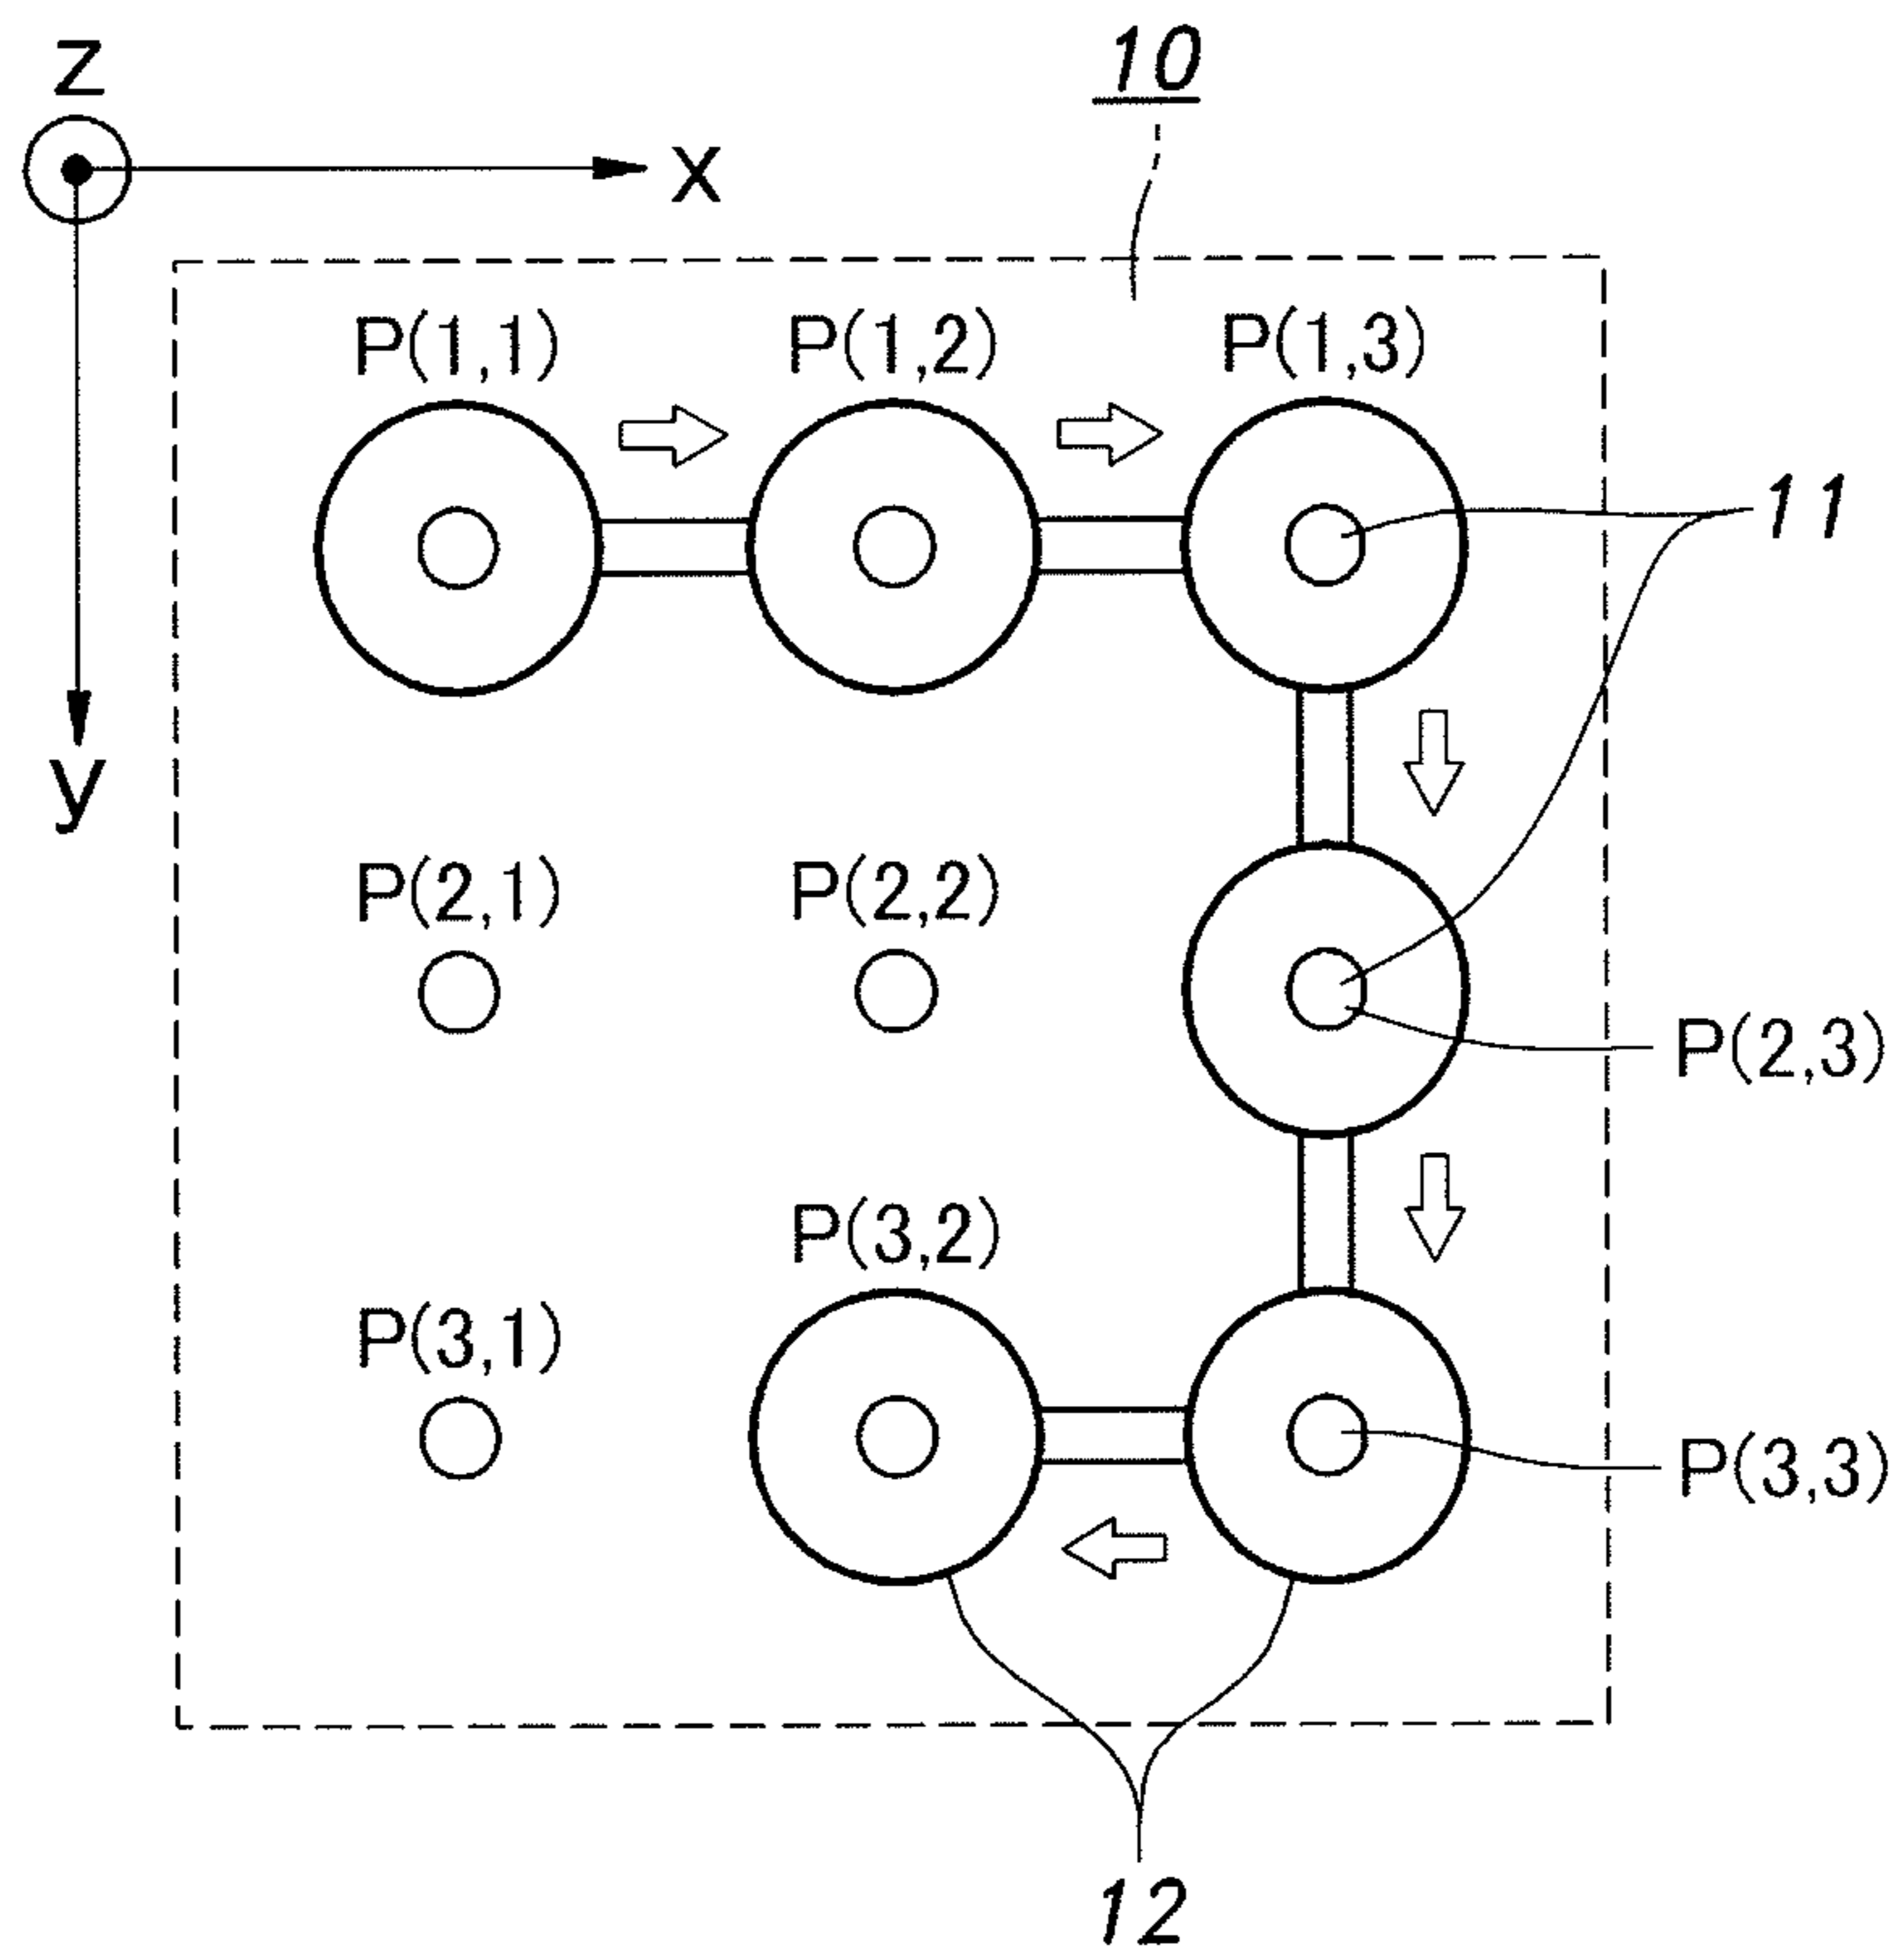 10
Z
x
P(1,1) P(1,2) P(1,3)
11
y
P(2,1) P(2,2)
P(2,3)
P(3,2)
P(3,1)
P(3,3)
12